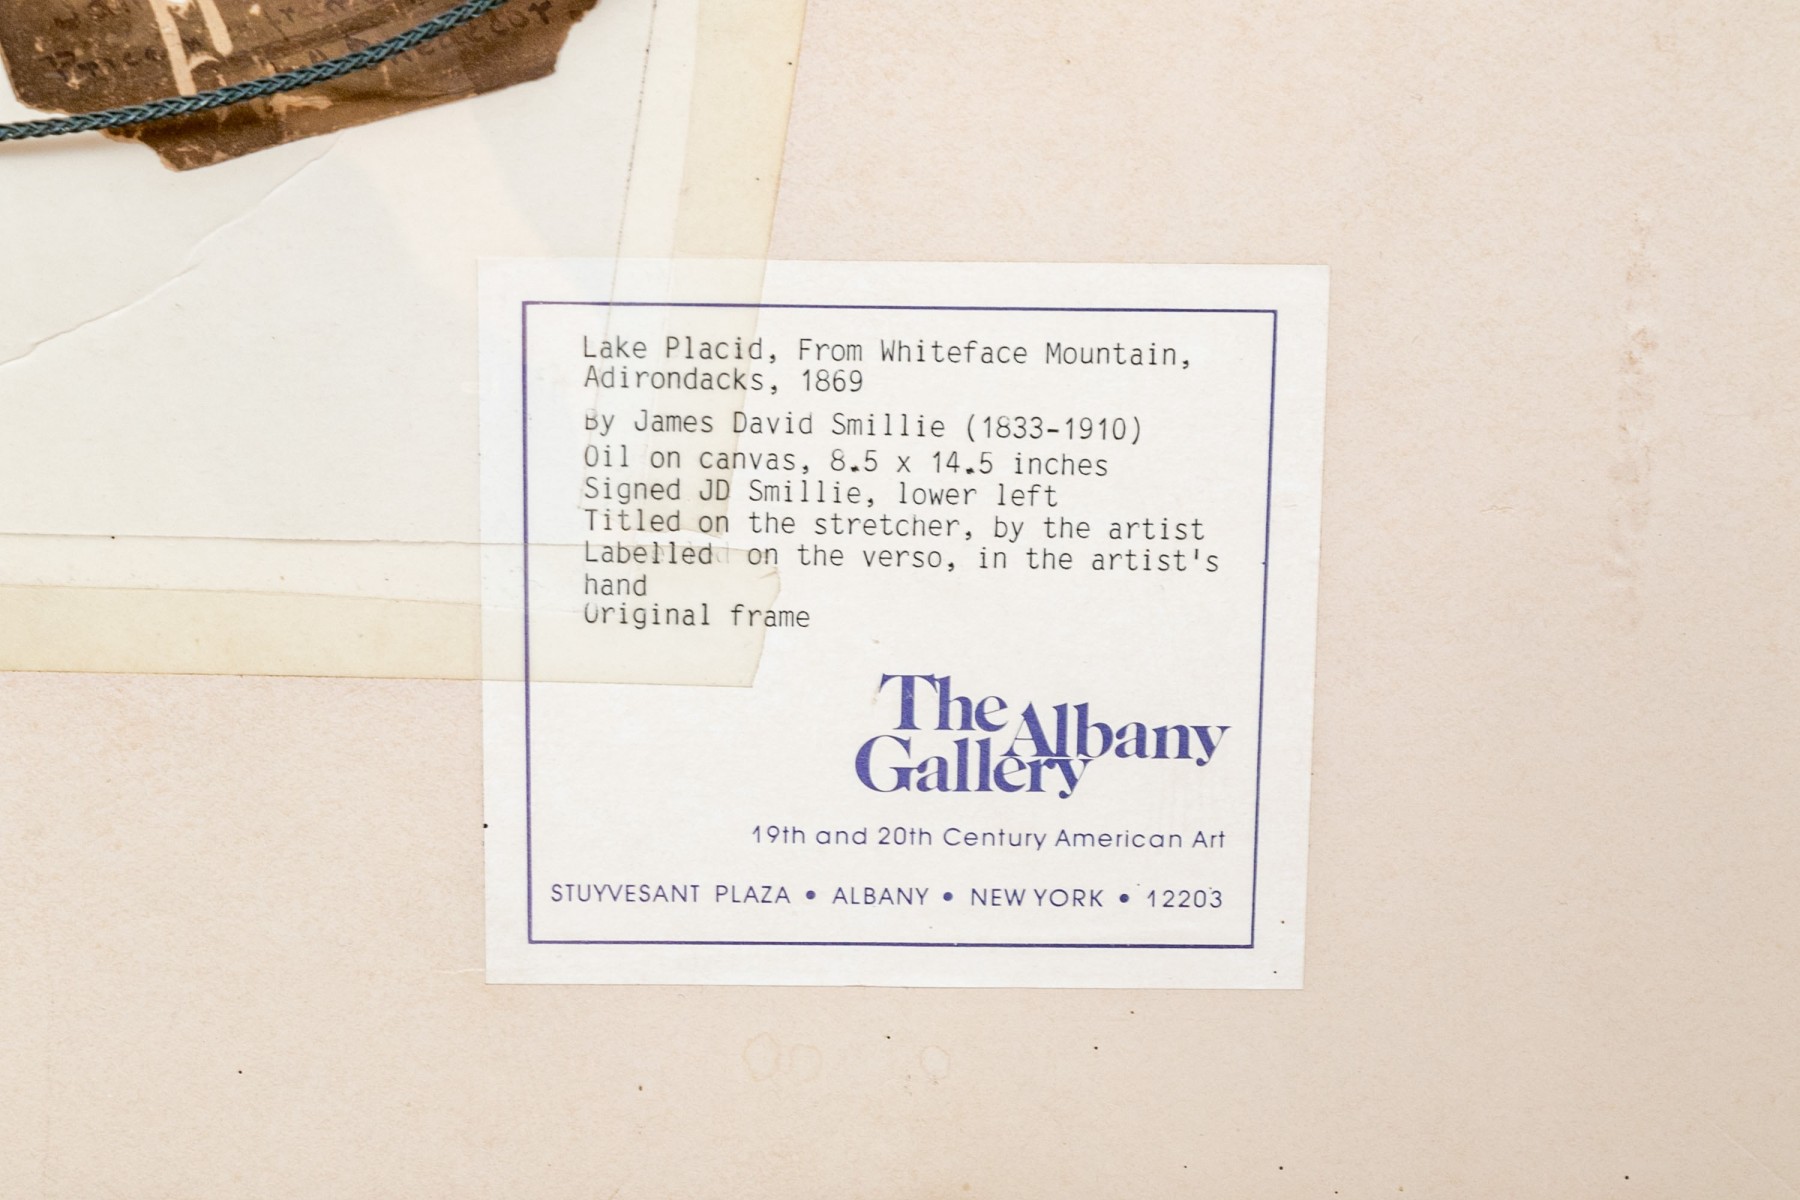 Lake Placid, From Whiteface Mountain,
Adirondacks, 1869
By James David Smillie (1833-1910)
Oil on canvas, 8.5 x 14.5 inches
Signed JD Smillie, lower left
Titled on the stretcher, by the artist
Labelled on the verso, in the artist's
hand
Original frame
The Albany
Gallery
19th and 20th Century American Art
STUYVESANT PLAZA • ALBANY • NEW YORK • 12203